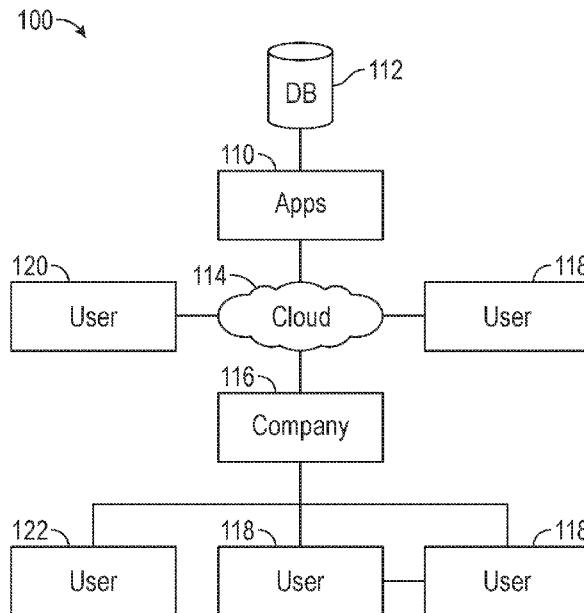 100
DB
112
110
Apps
120
114
118
User
Cloud
User
116
Company
122
118
118
User
User
User